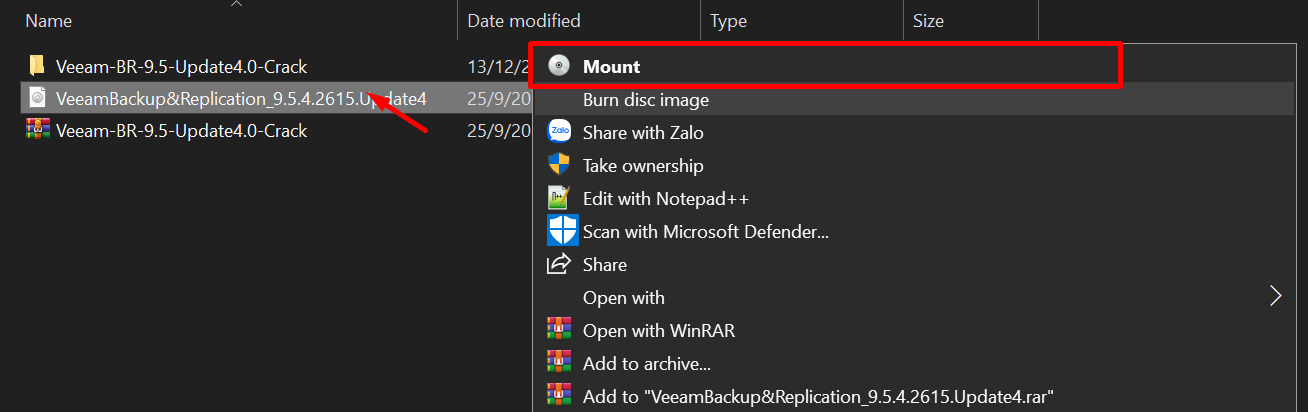 Name Date modified Type Size
Veeam-BR-9.5-Update4.0-Crack 13/12/2
Mount
VeeamBackup&Replication_9.5.4.2615.Update4 25/9/20
Burn disc image
Veeam-BR-9.5-Update4.0-Crack 25/9/20
Zalo Share with Zalo
Take ownership
Edit with Notepad++
Scan with Microsoft Defender...
Share
Open with
Open with WinRAR
Add to archive...
Add to "VeeamBackup&Replication_9.5.4.2615.Update4.rar"